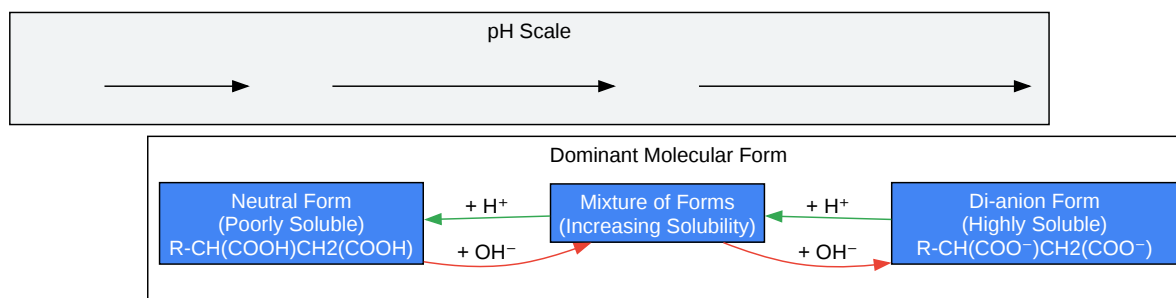 pH Scale
Dominant Molecular Form
Neutral Form
(Poorly Soluble)
R-CH(COOH)CH2(COOH)
+ H⁺
+ OH⁻
Mixture of Forms
(Increasing Solubility)
+ H⁺
+ OH⁻
Di-anion Form
(Highly Soluble)
R-CH(COO⁻)CH2(COO⁻)